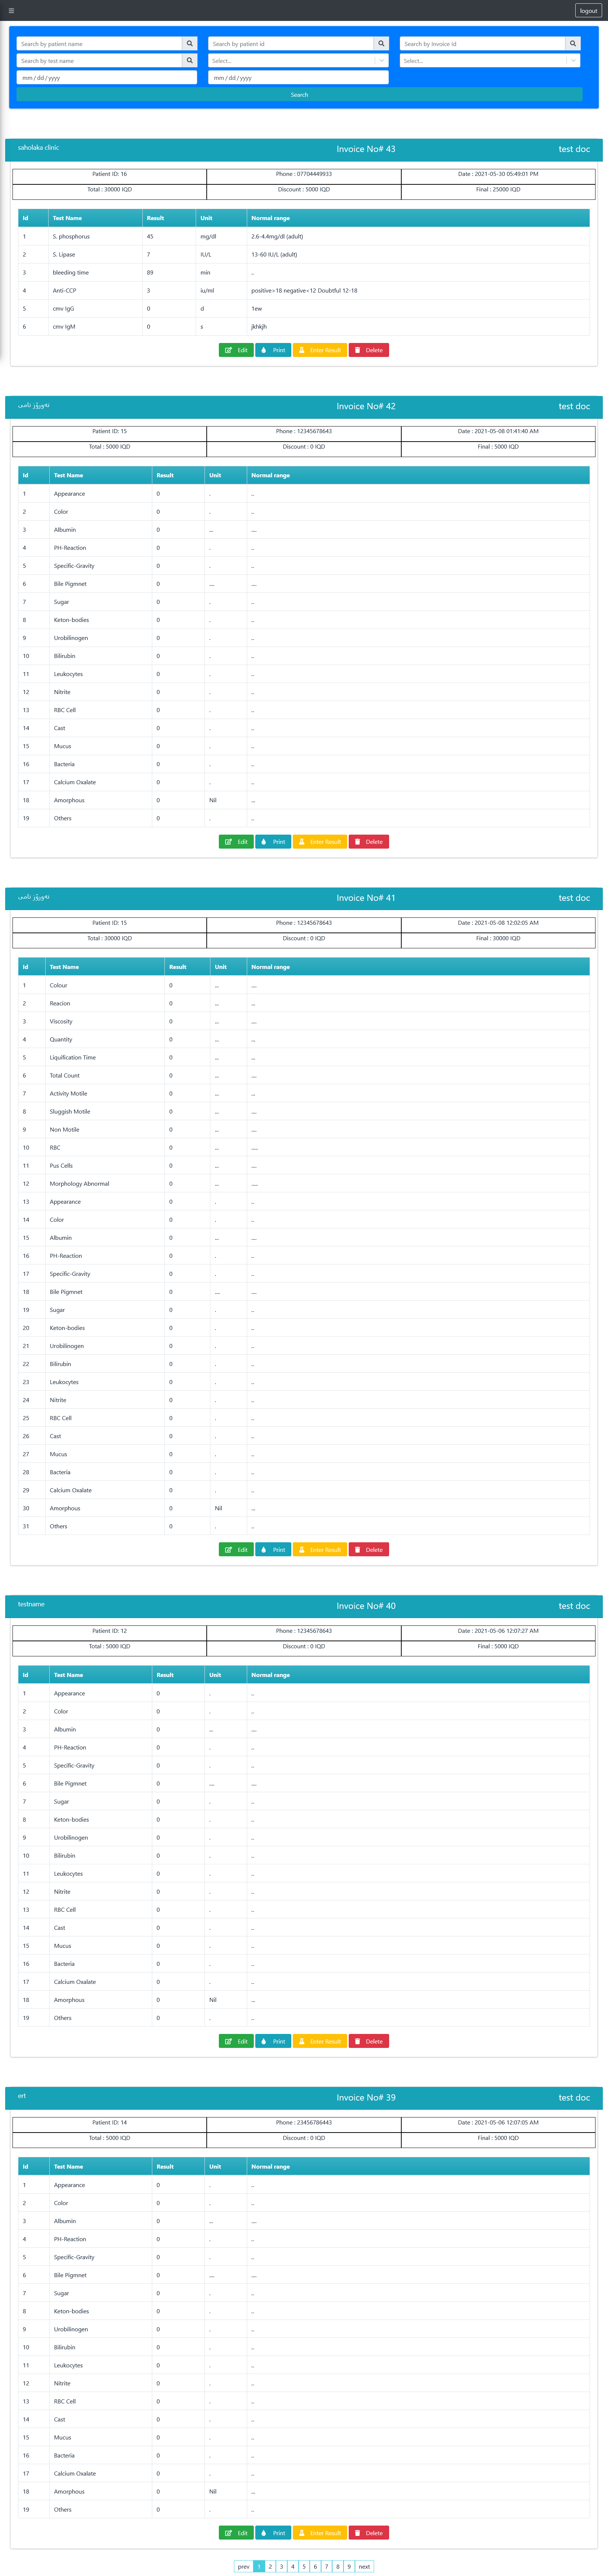 logout
Search by patient name
Search by patient id
Search by Invoice Id
Search by test name
Select...
Select...
mm/dd/yyyy
mm/dd/yyyy
Search
saholaka clinic Invoice No# 43 test doc
Patient ID: 16 Phone : 07704449933 Date : 2021-05-30 05:49:01 PM
Total : 30000 IQD Discount : 5000 IQD Final : 25000 IQD
Id Test Name Result Unit Normal range
1 S. phosphorus 45 mg/dl 2.6-4.4mg/dl (adult)
2 S. Lipase 7 IU/L 13-60 IU/L (adult)
3 bleeding time 89 min ..
4 Anti-CCP 3 iu/ml positive>18 negative<12 Doubtful 12-18
5 cmv IgG 0 d 1ew
6 cmv IgM 0 s jkhkjh
Edit Print Enter Result Delete
نەورۆز نامی Invoice No# 42 test doc
Patient ID: 15 Phone : 12345678643 Date : 2021-05-08 01:41:40 AM
Total : 5000 IQD Discount : 0 IQD Final : 5000 IQD
Id Test Name Result Unit Normal range
1 Appearance 0 . ..
2 Color 0 . ..
3 Albumin 0 ... ....
4 PH-Reaction 0 . ..
5 Specific-Gravity 0 . ..
6 Bile Pigmnet 0 .... ....
7 Sugar 0 . ..
8 Keton-bodies 0 . ..
9 Urobilinogen 0 . ..
10 Bilirubin 0 . ..
11 Leukocytes 0 . ..
12 Nitrite 0 . ..
13 RBC Cell 0 . ..
14 Cast 0 . ..
15 Mucus 0 . ..
16 Bacteria 0 . ..
17 Calcium Oxalate 0 . ..
18 Amorphous 0 Nil ...
19 Others 0 . ..
Edit Print Enter Result Delete
نەورۆز نامی Invoice No# 41 test doc
Patient ID: 15 Phone : 12345678643 Date : 2021-05-08 12:02:05 AM
Total : 30000 IQD Discount : 0 IQD Final : 30000 IQD
Id Test Name Result Unit Normal range
1 Colour 0 ... ....
2 Reacion 0 ... ...
3 Viscosity 0 ... ....
4 Quantity 0 ... ...
5 Liquification Time 0 ... ...
6 Total Count 0 ... ....
7 Activity Motile 0 ... ...
8 Sluggish Motile 0 ... ....
9 Non Motile 0 ... ....
10 RBC 0 ... .....
11 Pus Cells 0 ... ....
12 Morphology Abnormal 0 ... .....
13 Appearance 0 . ..
14 Color 0 . ..
15 Albumin 0 ... ....
16 PH-Reaction 0 . ..
17 Specific-Gravity 0 . ..
18 Bile Pigmnet 0 .... ....
19 Sugar 0 . ..
20 Keton-bodies 0 . ..
21 Urobilinogen 0 . ..
22 Bilirubin 0 . ..
23 Leukocytes 0 . ..
24 Nitrite 0 . ..
25 RBC Cell 0 . ..
26 Cast 0 . ..
27 Mucus 0 . ..
28 Bacteria 0 . ..
29 Calcium Oxalate 0 . ..
30 Amorphous 0 Nil ...
31 Others 0 . ..
Edit Print Enter Result Delete
testname Invoice No# 40 test doc
Patient ID: 12 Phone : 12345678643 Date : 2021-05-06 12:07:27 AM
Total : 5000 IQD Discount : 0 IQD Final : 5000 IQD
Id Test Name Result Unit Normal range
1 Appearance 0 . ..
2 Color 0 . ..
3 Albumin 0 ... ....
4 PH-Reaction 0 . ..
5 Specific-Gravity 0 . ..
6 Bile Pigmnet 0 .... ....
7 Sugar 0 . ..
8 Keton-bodies 0 . ..
9 Urobilinogen 0 . ..
10 Bilirubin 0 . ..
11 Leukocytes 0 . ..
12 Nitrite 0 . ..
13 RBC Cell 0 . ..
14 Cast 0 . ..
15 Mucus 0 . ..
16 Bacteria 0 . ..
17 Calcium Oxalate 0 . ..
18 Amorphous 0 Nil ...
19 Others 0 . ..
Edit Print Enter Result Delete
ert Invoice No# 39 test doc
Patient ID: 14 Phone : 23456786443 Date : 2021-05-06 12:07:05 AM
Total : 5000 IQD Discount : 0 IQD Final : 5000 IQD
Id Test Name Result Unit Normal range
1 Appearance 0 . ..
2 Color 0 . ..
3 Albumin 0 ... ....
4 PH-Reaction 0 . ..
5 Specific-Gravity 0 . ..
6 Bile Pigmnet 0 .... ....
7 Sugar 0 . ..
8 Keton-bodies 0 . ..
9 Urobilinogen 0 . ..
10 Bilirubin 0 . ..
11 Leukocytes 0 . ..
12 Nitrite 0 . ..
13 RBC Cell 0 . ..
14 Cast 0 . ..
15 Mucus 0 . ..
16 Bacteria 0 . ..
17 Calcium Oxalate 0 . ..
18 Amorphous 0 Nil ...
19 Others 0 . ..
Edit Print Enter Result Delete
prev 1 2 3 4 5 6 7 8 9 next